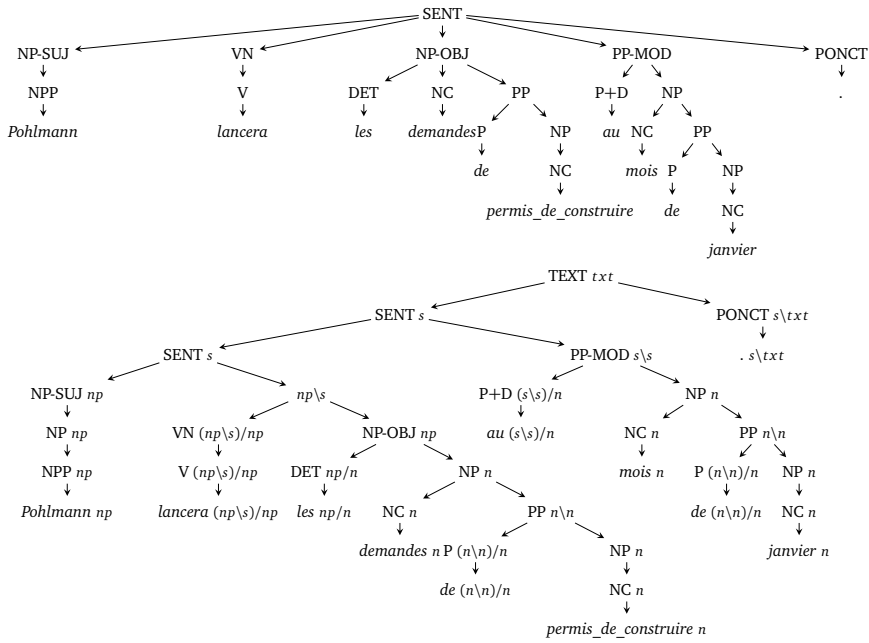 SENT
NP-SUJ VN NP-OBJ PP-MOD PONCT
NPP V DET NC PP P+D NP .
Pohlmann lancera les demandes P NP au NC PP
de NC mois P NP
permis_de_construire de NC
janvier
TEXT txt
SENT s PONCT s\txt
SENT s PP-MOD s\s . s\txt
NP-SUJ np np\s P+D (s\s)/n NP n
NP np VN (np\s)/np NP-OBJ np au (s\s)/n NC n PP n\n
NPP np V (np\s)/np DET np/n NP n mois n P (n\n)/n NP n
Pohlmann np lancera (np\s)/np les np/n NC n PP n\n de (n\n)/n NC n
demandes n P (n\n)/n NP n janvier n
de (n\n)/n NC n
permis_de_construire n